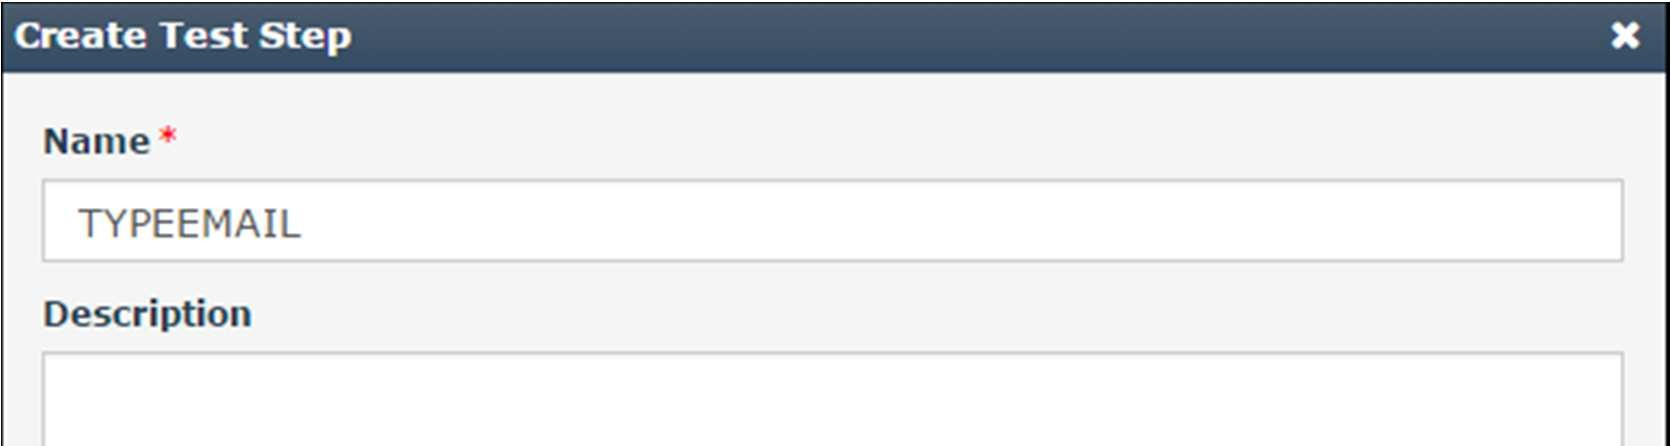 Create Test Step
Name *
TYPEEMAIL
Description